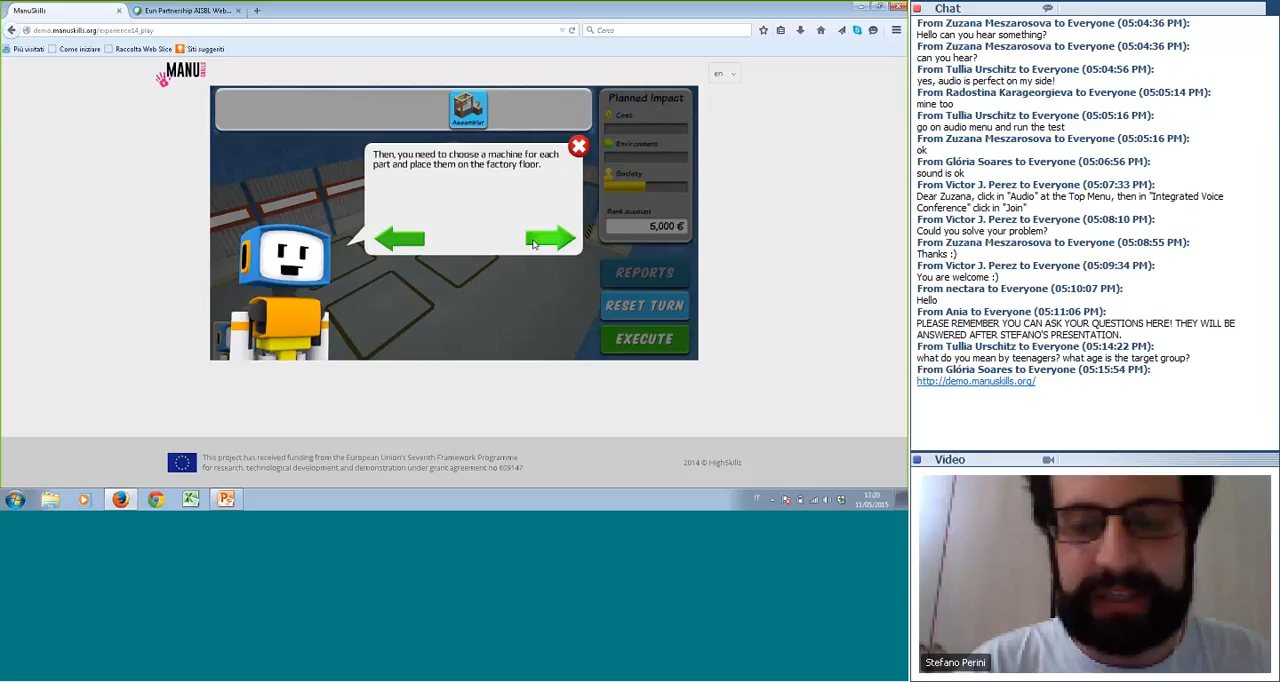 ManuSkills
Eun Partnership AISBL Web...
demo.manuskills.org/experience14_play
Cerca
Più visitati
Come iniziare
Raccolta Web Slice
Siti suggeriti
MANU
en
Assembler
Then, you need to choose a machine for each
part and place them on the factory floor.
Planned Impact
Cost
Environment
Society
Bank account
5,000 €
REPORTS
RESET TURN
EXECUTE
This project has received funding from the European Union's Seventh Framework Programme
for research, technological development and demonstration under grant agreement no 609147
2014 © HighSkills
IT
17:20
11/05/2015
Chat
From Zuzana Meszarosova to Everyone (05:04:36 PM):
Hello can you hear something?
From Zuzana Meszarosova to Everyone (05:04:36 PM):
can you hear?
From Tullia Urschitz to Everyone (05:04:56 PM):
yes, audio is perfect on my side!
From Radostina Karageorgieva to Everyone (05:05:14 PM):
mine too
From Tullia Urschitz to Everyone (05:05:16 PM):
go on audio menu and run the test
From Zuzana Meszarosova to Everyone (05:05:16 PM):
ok
From Glória Soares to Everyone (05:06:56 PM):
sound is ok
From Victor J. Perez to Everyone (05:07:33 PM):
Dear Zuzana, click in "Audio" at the Top Menu, then in "Integrated Voice
Conference" click in "Join"
From Victor J. Perez to Everyone (05:08:10 PM):
Could you solve your problem?
From Zuzana Meszarosova to Everyone (05:08:55 PM):
Thanks :)
From Victor J. Perez to Everyone (05:09:34 PM):
You are welcome :)
From nectara to Everyone (05:10:07 PM):
Hello
From Ania to Everyone (05:11:06 PM):
PLEASE REMEMBER YOU CAN ASK YOUR QUESTIONS HERE! THEY WILL BE
ANSWERED AFTER STEFANO'S PRESENTATION.
From Tullia Urschitz to Everyone (05:14:22 PM):
what do you mean by teenagers? what age is the target group?
From Glória Soares to Everyone (05:15:54 PM):
http://demo.manuskills.org/
Video
Stefano Perini